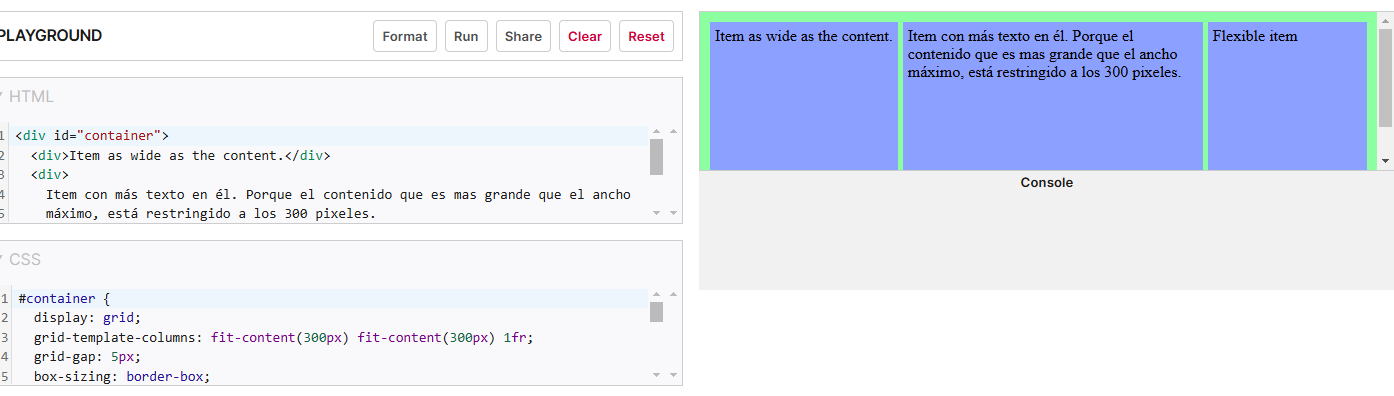 PLAYGROUND
Format Run Share Clear Reset
HTML
1 <div id="container">
2 <div>Item as wide as the content.</div>
3 <div>
4 Item con más texto en él. Porque el contenido que es mas grande que el ancho
5 máximo, está restringido a los 300 pixeles.
CSS
1 #container {
2 display: grid;
3 grid-template-columns: fit-content(300px) fit-content(300px) 1fr;
4 grid-gap: 5px;
5 box-sizing: border-box;
Item as wide as the content.
Item con más texto en él. Porque el
contenido que es mas grande que el ancho
máximo, está restringido a los 300 pixeles.
Flexible item
Console